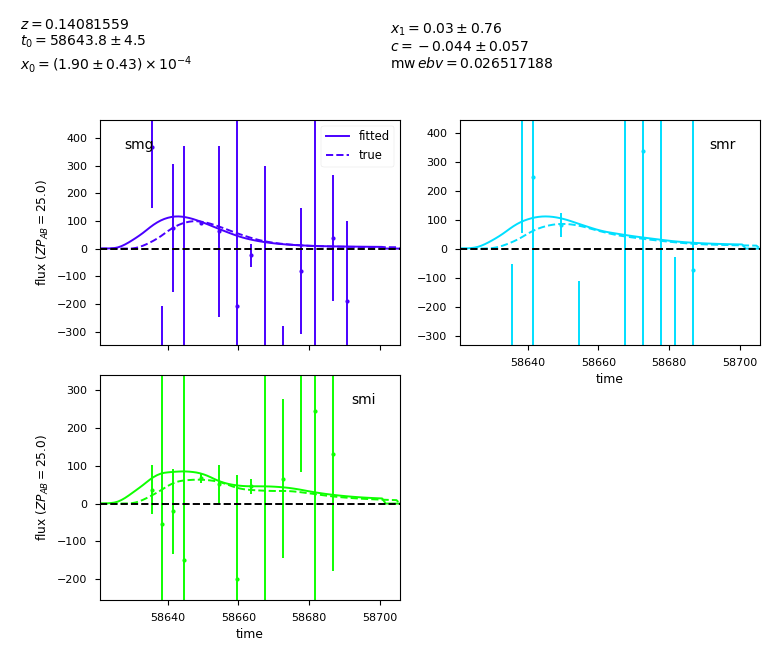 z = 0.14081559
t₀ = 58643.8 ± 4.5
x₀ = (1.90 ± 0.43) × 10⁻⁴
x₁ = 0.03 ± 0.76
c = −0.044 ± 0.057
mw ebv = 0.026517188
smg
fitted
true
400
300
200
100
0
−100
−200
−300
flux (ZP_AB = 25.0)
smr
400
300
200
100
0
−100
−200
−300
58640
58660
58680
58700
time
smi
300
200
100
0
−100
−200
flux (ZP_AB = 25.0)
58640
58660
58680
58700
time